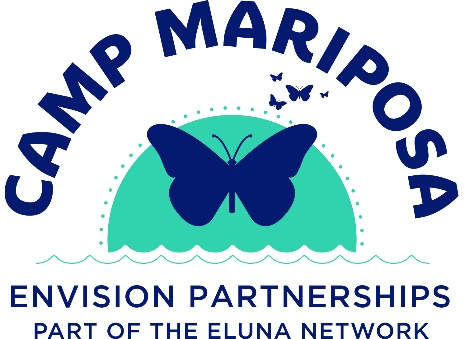 CAMP MARIPOSA
ENVISION PARTNERSHIPS
PART OF THE ELUNA NETWORK